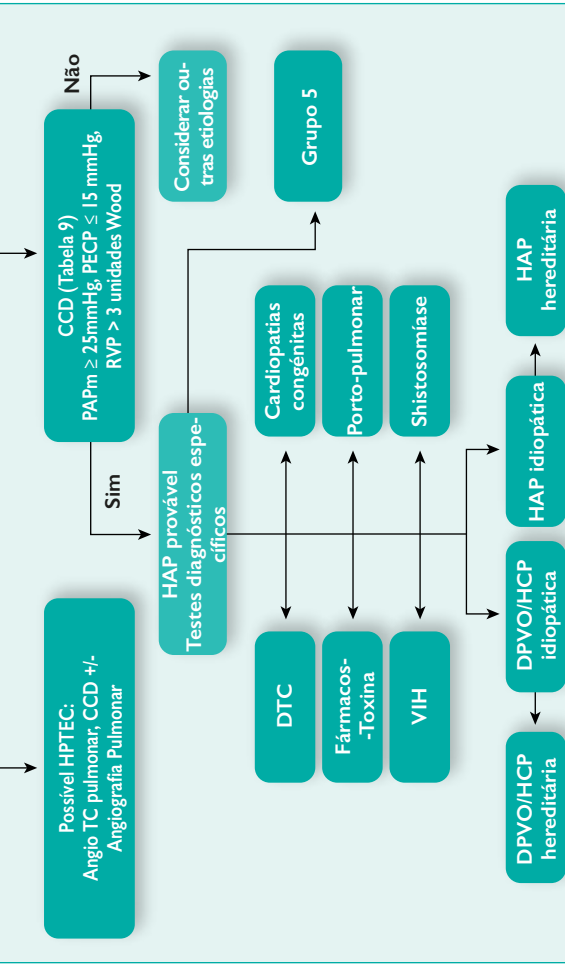 Possível HPTEC:
Angio TC pulmonar, CCD +/-
Angiografia Pulmonar
CCD (Tabela 9)
PAPm ≥ 25mmHg, PECP ≤ 15 mmHg,
RVP > 3 unidades Wood
Sim
Não
HAP provável
Testes diagnósticos espe-
cíficos
Considerar ou-
tras etiologias
Grupo 5
DTC
Cardiopatias
congénitas
Fármacos-
-Toxina
Porto-pulmonar
VIH
Shistosomíase
DPVO/HCP
hereditária
DPVO/HCP
idiopática
HAP idiopática
HAP
hereditária